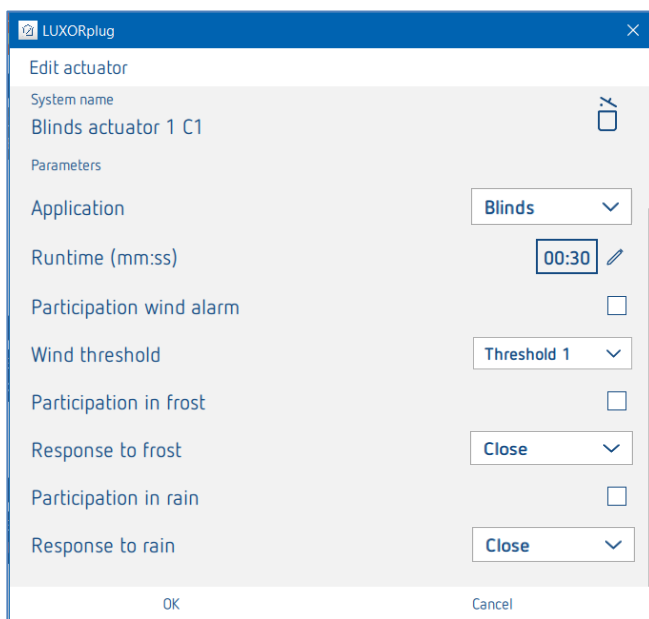 LUXORplug
Edit actuator
System name
Blinds actuator 1 C1
Parameters
Application Blinds
Runtime (mm:ss) 00:30
Participation wind alarm
Wind threshold Threshold 1
Participation in frost
Response to frost Close
Participation in rain
Response to rain Close
OK Cancel